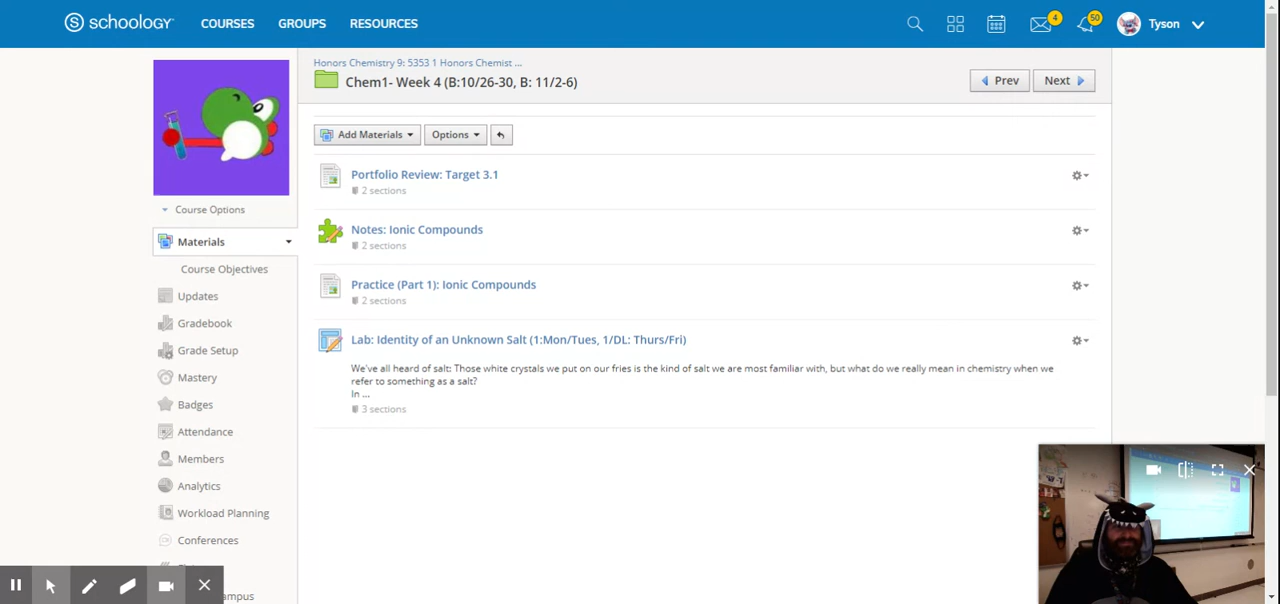 schoology
COURSES
GROUPS
RESOURCES
4
50
Tyson
Honors Chemistry 9: 5353 1 Honors Chemist ...
Chem1- Week 4 (B:10/26-30, B: 11/2-6)
Prev
Next
Add Materials
Options
Portfolio Review: Target 3.1
2 sections
Notes: Ionic Compounds
2 sections
Practice (Part 1): Ionic Compounds
2 sections
Lab: Identity of an Unknown Salt (1:Mon/Tues, 1/DL: Thurs/Fri)
We've all heard of salt: Those white crystals we put on our fries is the kind of salt we are most familiar with, but what do we really mean in chemistry when we
refer to something as a salt?
In ...
3 sections
Course Options
Materials
Course Objectives
Updates
Gradebook
Grade Setup
Mastery
Badges
Attendance
Members
Analytics
Workload Planning
Conferences